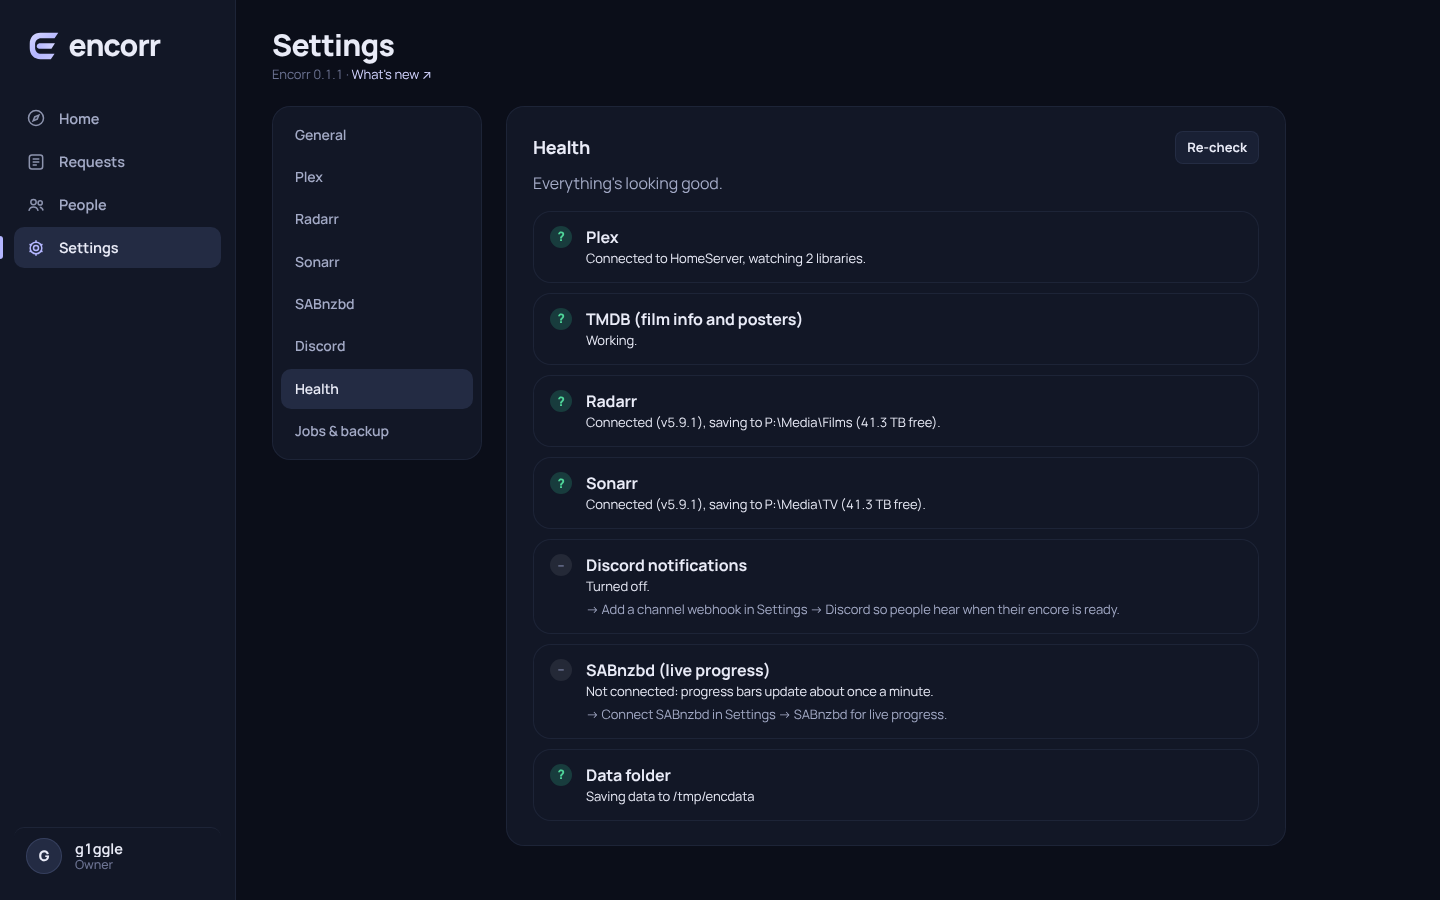 encorr
Home
Requests
People
Settings
G
g1ggle
Owner
Settings
Encorr 0.1.1 · What's new ↗
General
Plex
Radarr
Sonarr
SABnzbd
Discord
Health
Jobs & backup
Health
Re-check
Everything's looking good.
?
Plex
Connected to HomeServer, watching 2 libraries.
?
TMDB (film info and posters)
Working.
?
Radarr
Connected (v5.9.1), saving to P:\Media\Films (41.3 TB free).
?
Sonarr
Connected (v5.9.1), saving to P:\Media\TV (41.3 TB free).
–
Discord notifications
Turned off.
→ Add a channel webhook in Settings → Discord so people hear when their encore is ready.
–
SABnzbd (live progress)
Not connected: progress bars update about once a minute.
→ Connect SABnzbd in Settings → SABnzbd for live progress.
?
Data folder
Saving data to /tmp/encdata